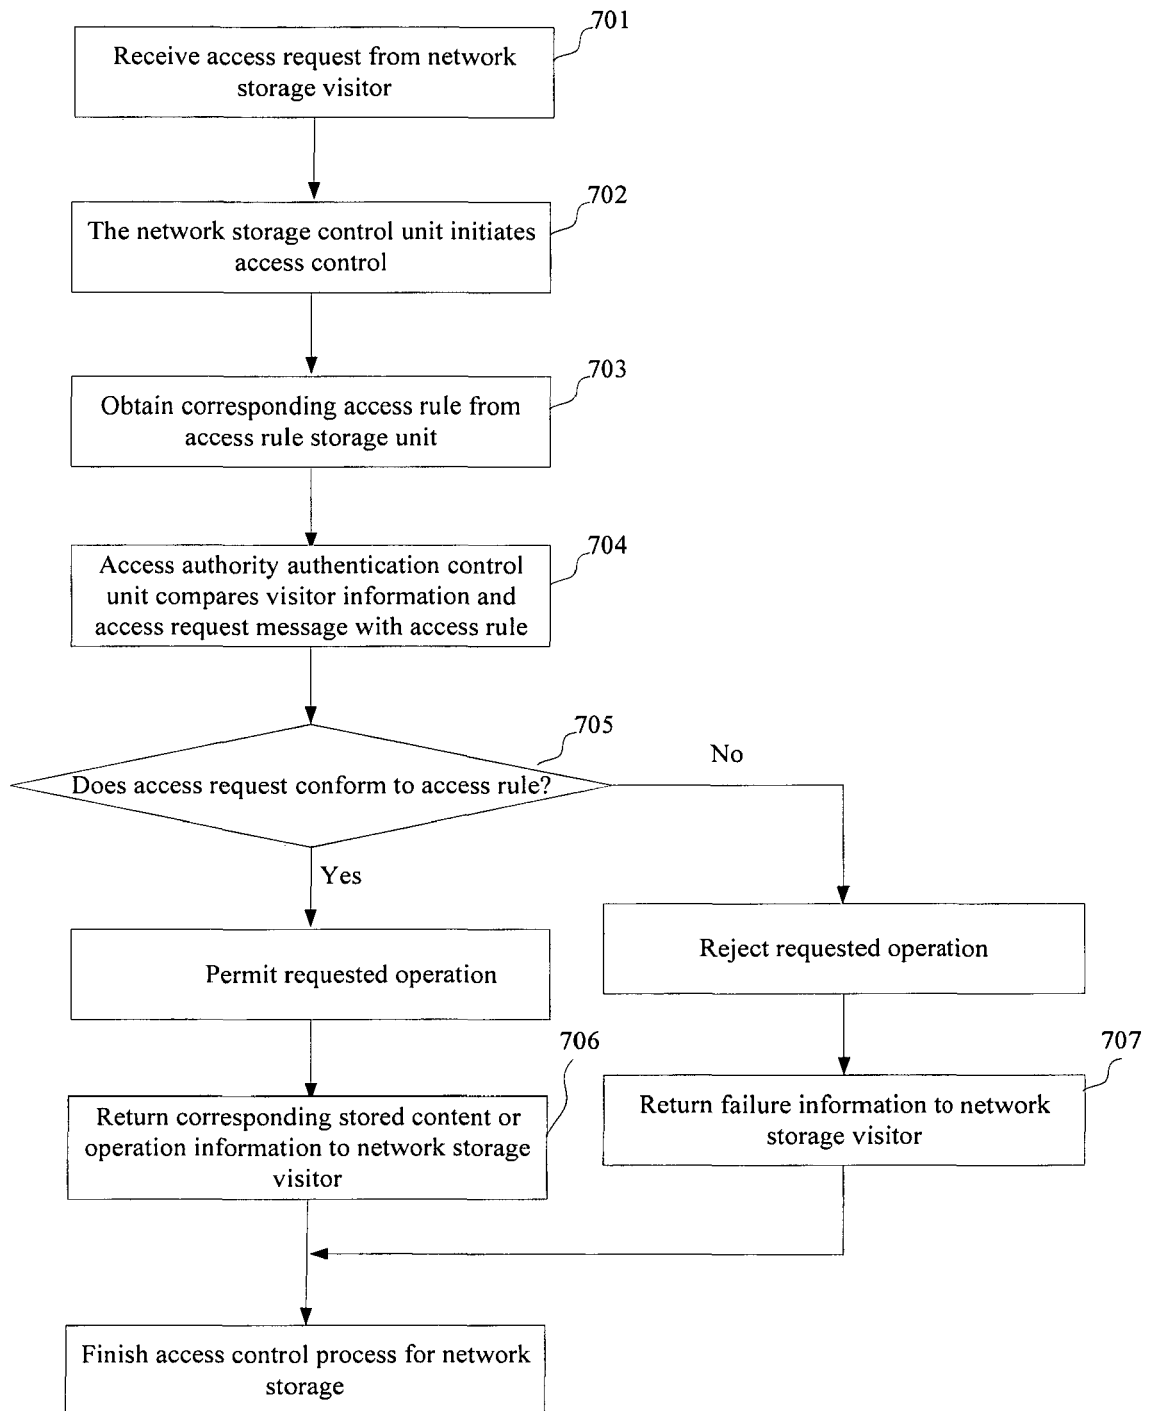 701
Receive access request from network
storage visitor
702
The network storage control unit initiates
access control
703
Obtain corresponding access rule from
access rule storage unit
704
Access authority authentication control
unit compares visitor information and
access request message with access rule
705
Does access request conform to access rule?
No
Yes
Permit requested operation
Reject requested operation
706
Return corresponding stored content or
operation information to network storage
visitor
707
Return failure information to network
storage visitor
Finish access control process for network
storage